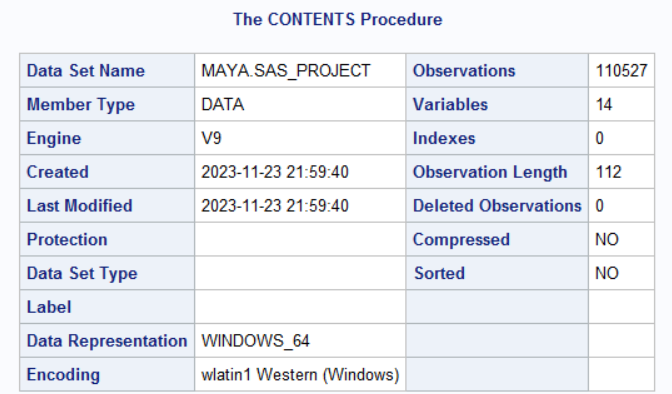 The CONTENTS Procedure
Data Set Name MAYA.SAS_PROJECT Observations 110527
Member Type DATA Variables 14
Engine V9 Indexes 0
Created 2023-11-23 21:59:40 Observation Length 112
Last Modified 2023-11-23 21:59:40 Deleted Observations 0
Protection Compressed NO
Data Set Type Sorted NO
Label
Data Representation WINDOWS_64
Encoding wlatin1 Western (Windows)